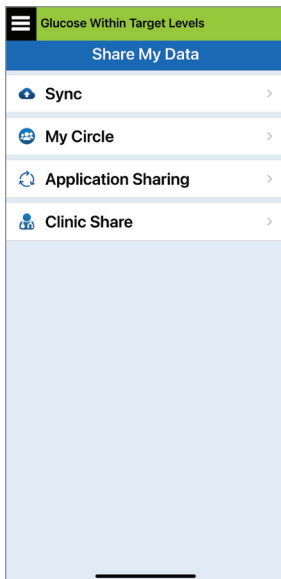 Glucose Within Target Levels
Share My Data
Sync
My Circle
Application Sharing
Clinic Share